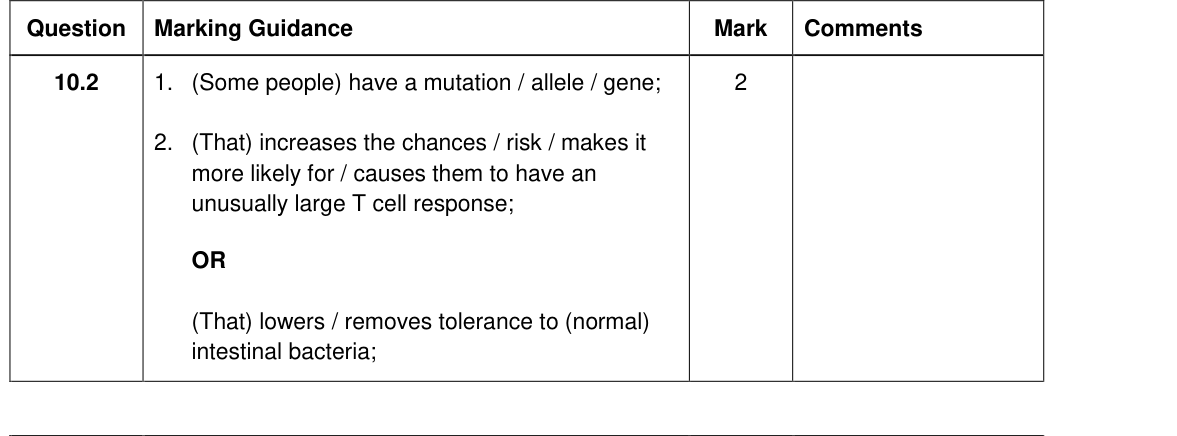 Question Marking Guidance Mark Comments
10.2 1. (Some people) have a mutation / allele / gene; 2
2. (That) increases the chances / risk / makes it
more likely for / causes them to have an
unusually large T cell response;
OR
(That) lowers / removes tolerance to (normal)
intestinal bacteria;